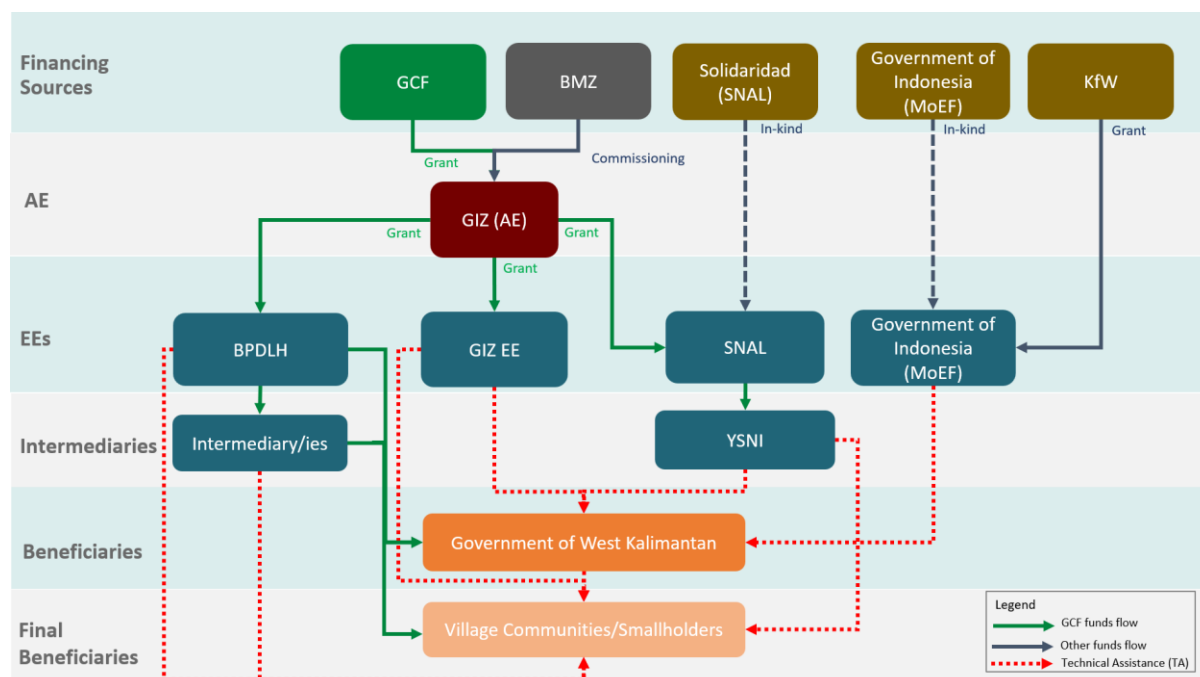 Financing
Sources
GCF
BMZ
Solidaridad
(SNAL)
Government of
Indonesia
(MoEF)
KfW
Grant
Commissioning
In-kind
In-kind
Grant
AE
GIZ (AE)
Grant
Grant
Grant
EEs
BPDLH
GIZ EE
SNAL
Government of
Indonesia
(MoEF)
Intermediaries
Intermediary/ies
YSNI
Beneficiaries
Government of West Kalimantan
Final
Beneficiaries
Village Communities/Smallholders
Legend
GCF funds flow
Other funds flow
Technical Assistance (TA)